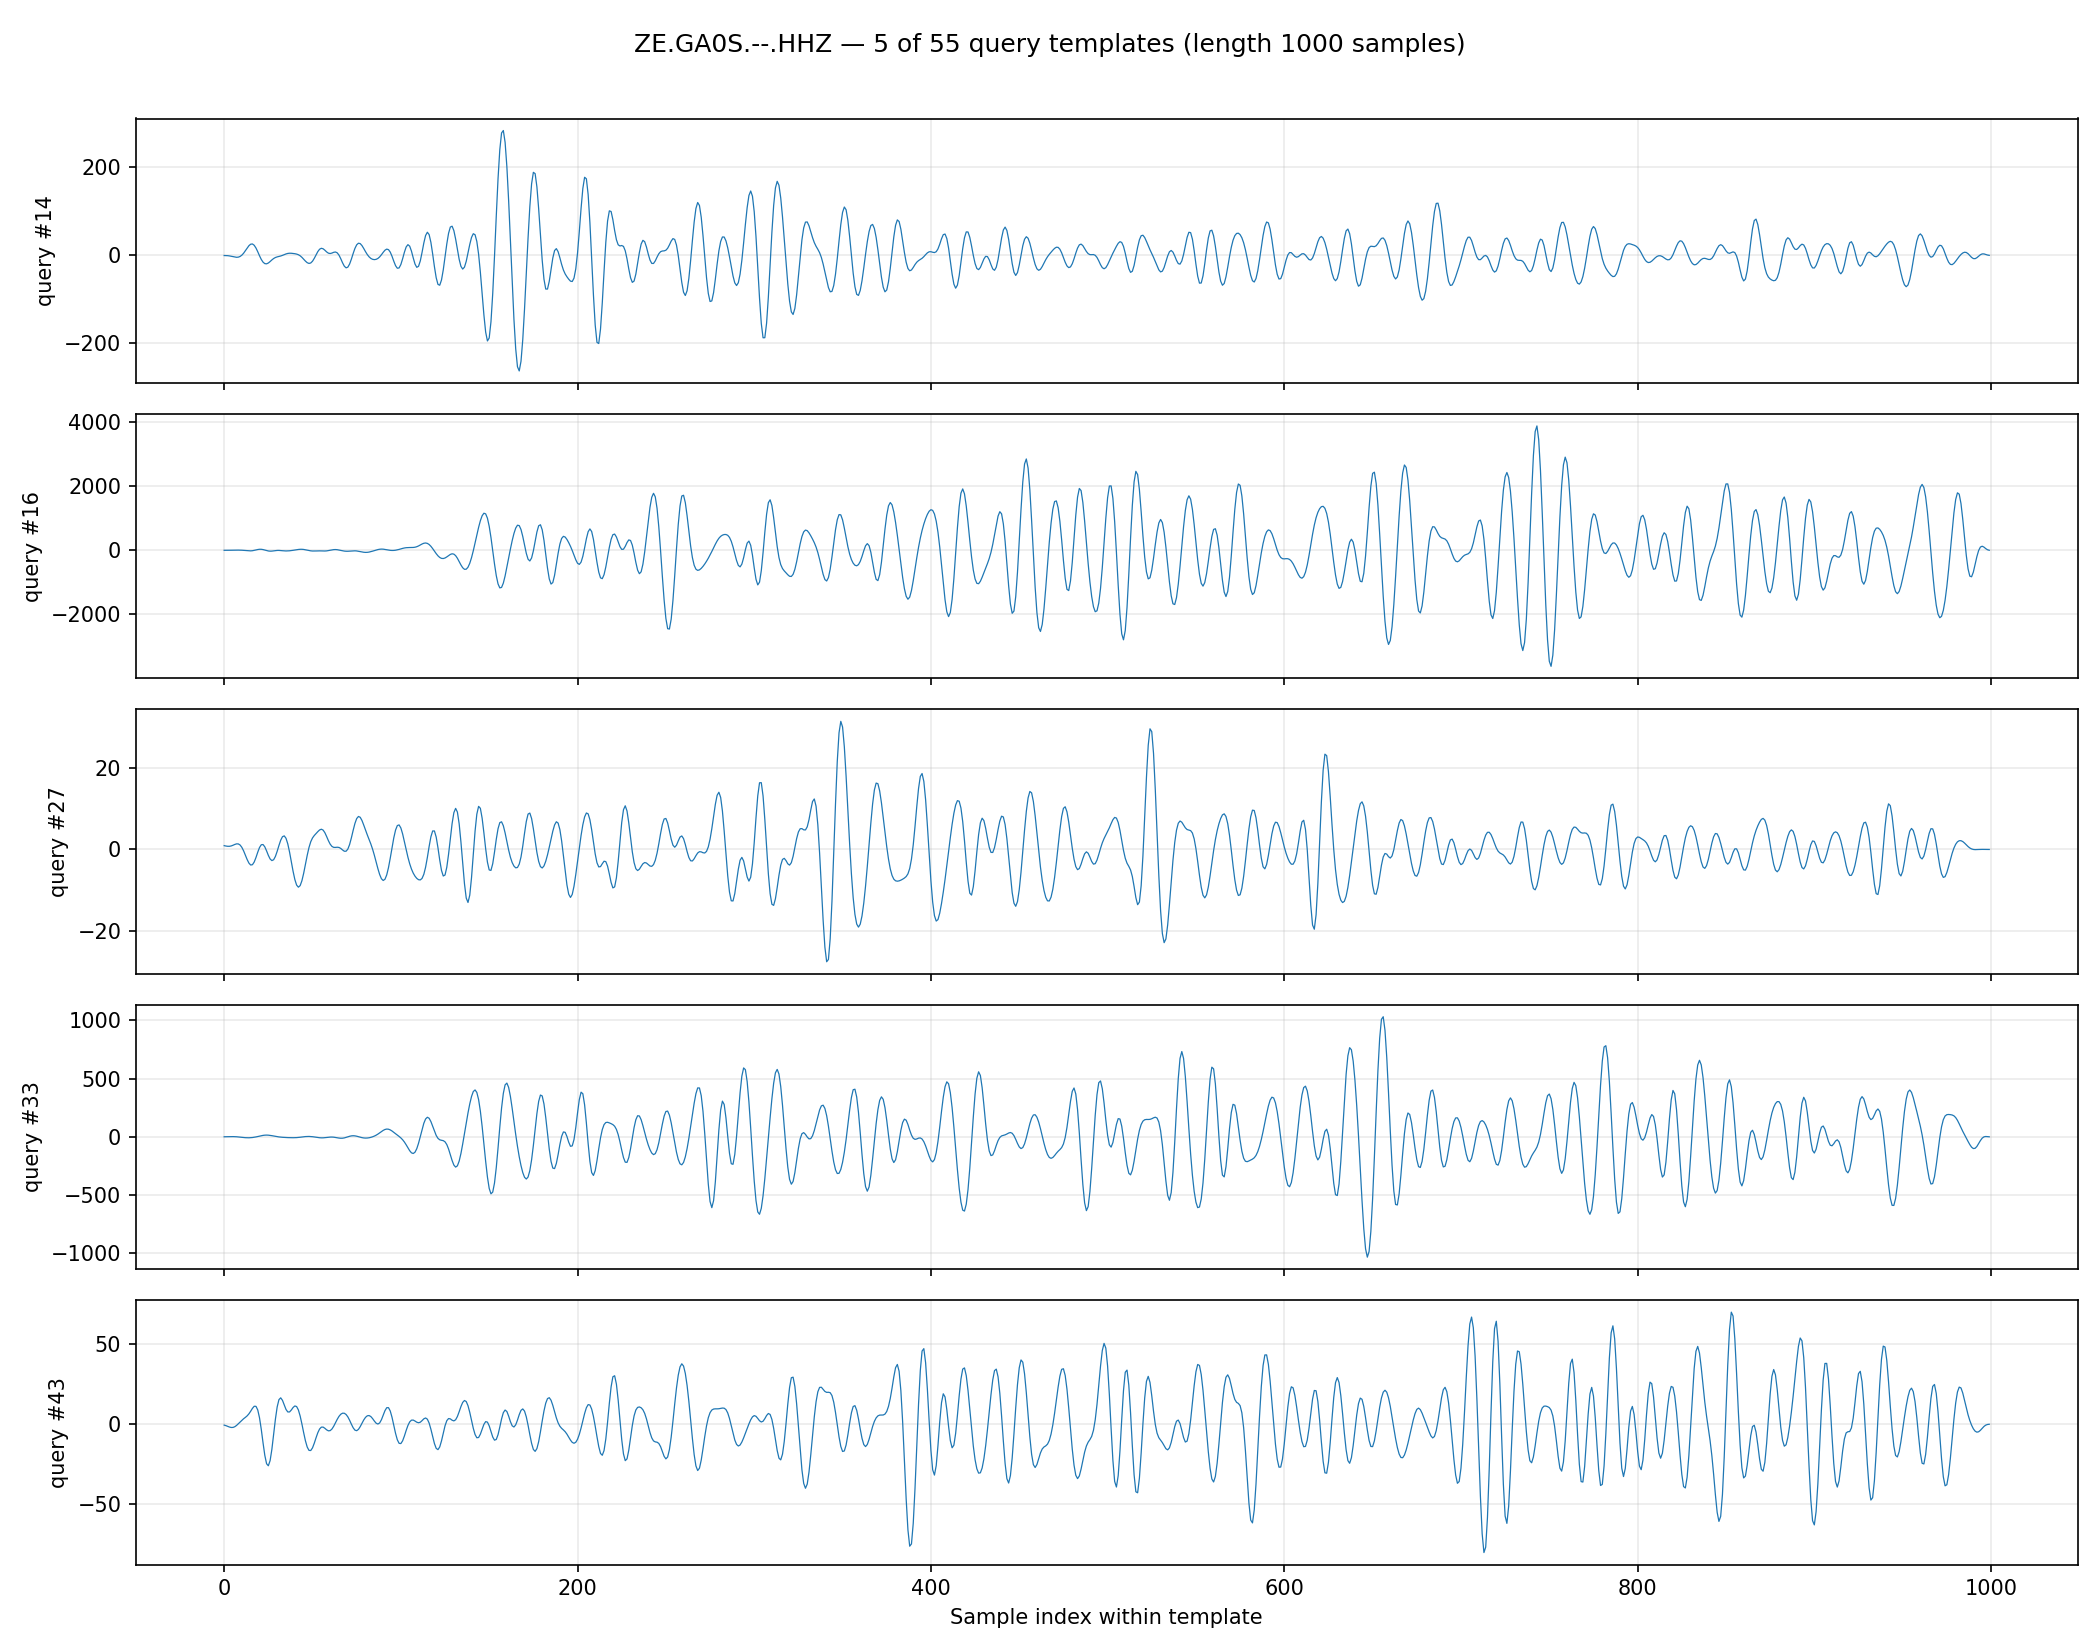 ZE.GA0S.--.HHZ — 5 of 55 query templates (length 1000 samples)
200
0
−200
query #14
4000
2000
0
−2000
query #16
20
0
−20
query #27
1000
500
0
−500
−1000
query #33
50
0
−50
query #43
0 200 400 600 800 1000
Sample index within template